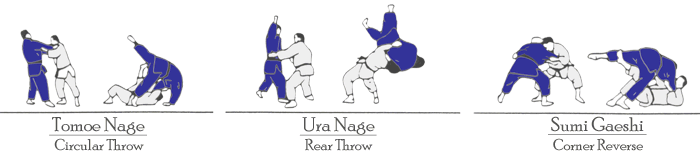 Tomoe Nage
Circular Throw
Ura Nage
Rear Throw
Sumi Gaeshi
Corner Reverse